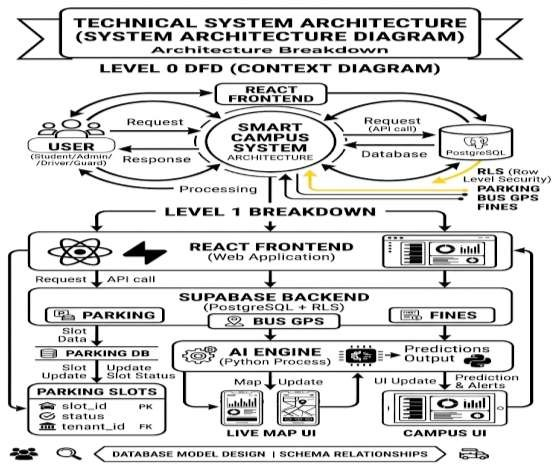 TECHNICAL SYSTEM ARCHITECTURE
(SYSTEM ARCHITECTURE DIAGRAM)
Architecture Breakdown
LEVEL 0 DFD (CONTEXT DIAGRAM)
REACT
FRONTEND
USER
(Student/Admin/
/Driver/Guard)
Request
Response
Processing
SMART
CAMPUS
SYSTEM
ARCHITECTURE
Request
(API call)
Database
PostgreSQL
RLS (Row
Level Security)
PARKING
BUS GPS
FINES
LEVEL 1 BREAKDOWN
REACT FRONTEND
(Web Application)
Request
API call
SUPABASE BACKEND
(PostgreSQL + RLS)
PARKING
BUS GPS
FINES
Slot
Data
PARKING DB
Slot
Update
Update
Slot Status
PARKING SLOTS
slot_id PK
status
tenant_id FK
AI ENGINE
(Python Process)
Predictions
Output
Map
Update
LIVE MAP UI
UI Update
Prediction
& Alerts
CAMPUS UI
DATABASE MODEL DESIGN | SCHEMA RELATIONSHIPS